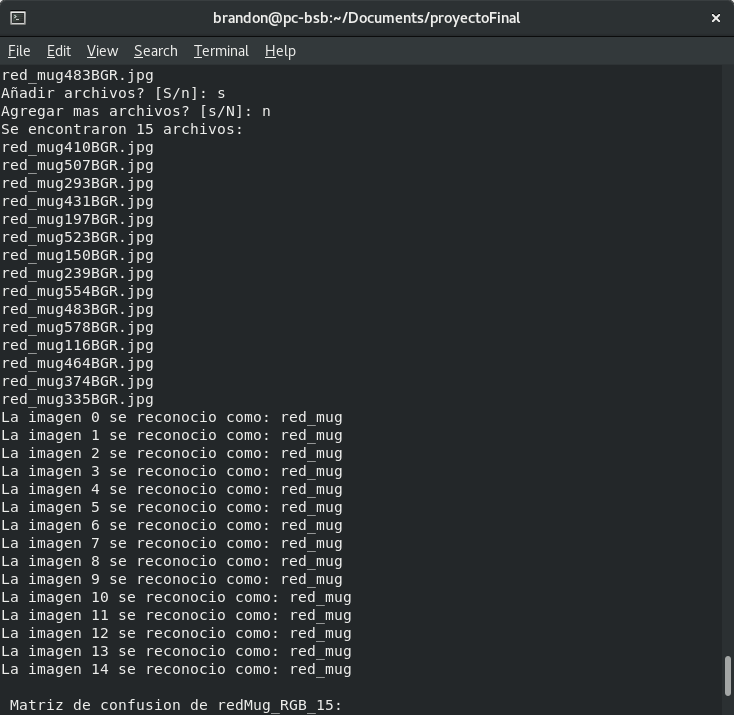 brandon@pc-bsb:~/Documents/proyectoFinal
File Edit View Search Terminal Help
red_mug483BGR.jpg
Añadir archivos? [S/n]: s
Agregar mas archivos? [s/N]: n
Se encontraron 15 archivos:
red_mug410BGR.jpg
red_mug507BGR.jpg
red_mug293BGR.jpg
red_mug431BGR.jpg
red_mug197BGR.jpg
red_mug523BGR.jpg
red_mug150BGR.jpg
red_mug239BGR.jpg
red_mug554BGR.jpg
red_mug483BGR.jpg
red_mug578BGR.jpg
red_mug116BGR.jpg
red_mug464BGR.jpg
red_mug374BGR.jpg
red_mug335BGR.jpg
La imagen 0 se reconocio como: red_mug
La imagen 1 se reconocio como: red_mug
La imagen 2 se reconocio como: red_mug
La imagen 3 se reconocio como: red_mug
La imagen 4 se reconocio como: red_mug
La imagen 5 se reconocio como: red_mug
La imagen 6 se reconocio como: red_mug
La imagen 7 se reconocio como: red_mug
La imagen 8 se reconocio como: red_mug
La imagen 9 se reconocio como: red_mug
La imagen 10 se reconocio como: red_mug
La imagen 11 se reconocio como: red_mug
La imagen 12 se reconocio como: red_mug
La imagen 13 se reconocio como: red_mug
La imagen 14 se reconocio como: red_mug
Matriz de confusion de redMug_RGB_15: